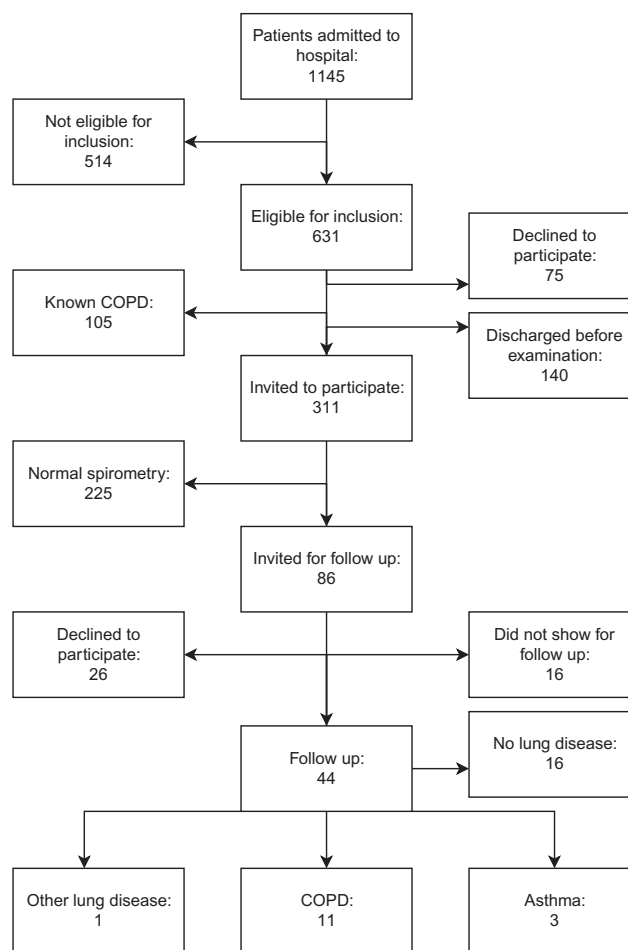 Patients admitted to
hospital:
1145
Not eligible for
inclusion:
514
Eligible for inclusion:
631
Declined to
participate:
75
Known COPD:
105
Discharged before
examination:
140
Invited to participate:
311
Normal spirometry:
225
Invited for follow up:
86
Declined to
participate:
26
Did not show for
follow up:
16
Follow up:
44
No lung disease:
16
Other lung disease:
1
COPD:
11
Asthma:
3